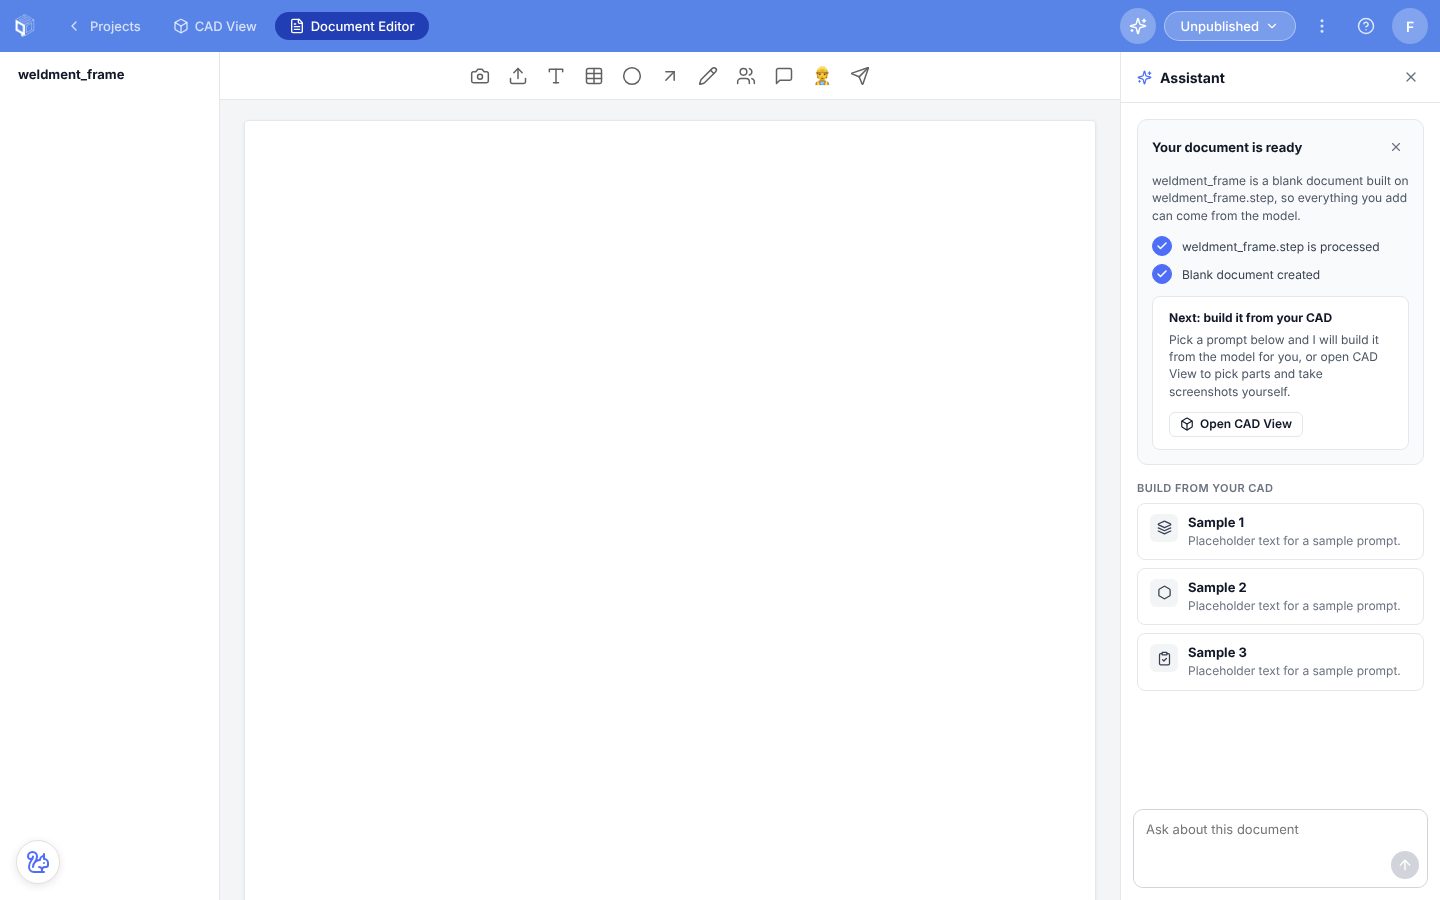 Projects
CAD View
Document Editor
Unpublished
F
weldment_frame
Assistant
Your document is ready
weldment_frame is a blank document built on
weldment_frame.step, so everything you add
can come from the model.
weldment_frame.step is processed
Blank document created
Next: build it from your CAD
Pick a prompt below and I will build it
from the model for you, or open CAD
View to pick parts and take
screenshots yourself.
Open CAD View
BUILD FROM YOUR CAD
Sample 1
Placeholder text for a sample prompt.
Sample 2
Placeholder text for a sample prompt.
Sample 3
Placeholder text for a sample prompt.
Ask about this document